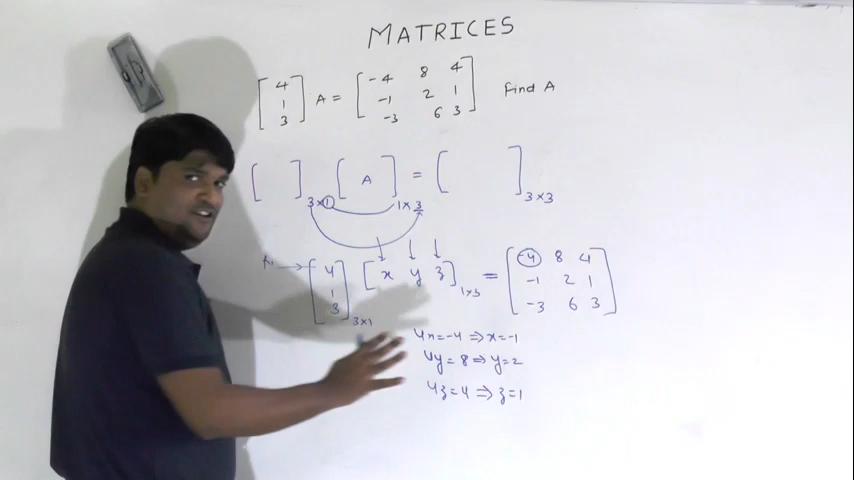 MATRICES
[4 1 3] A = [-4 8 4 -1 2 1 -3 6 3] Find A
[ ] 3×1 [ A ] 1×3 = [ ] 3×3
[4 1 3] 3×1 [x y z] 1×3 = [-4 8 4 -1 2 1 -3 6 3]
4x=-4 ⇒ x=-1
4y=8 ⇒ y=2
4z=4 ⇒ z=1